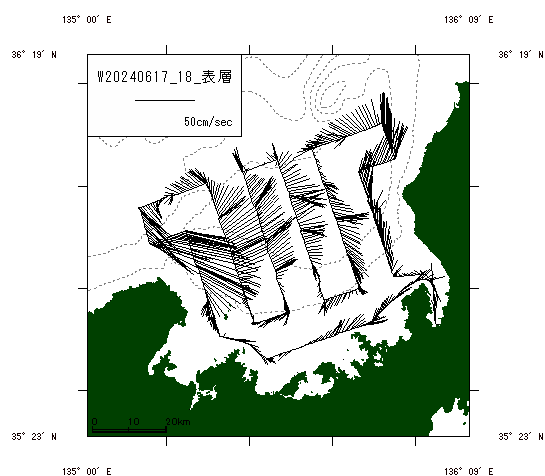 135° 00' E
136° 09' E
36° 19' N
36° 19' N
W20240617_18_表層
50cm/sec
0 10 20km
35° 23' N
35° 23' N
135° 00' E
136° 09' E